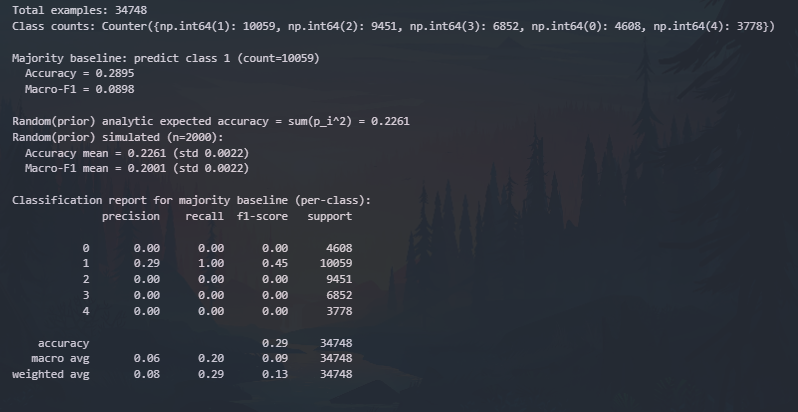 Total examples: 34748
Class counts: Counter({np.int64(1): 10059, np.int64(2): 9451, np.int64(3): 6852, np.int64(0): 4608, np.int64(4): 3778})
Majority baseline: predict class 1 (count=10059)
Accuracy = 0.2895
Macro-F1 = 0.0898
Random(prior) analytic expected accuracy = sum(p_i^2) = 0.2261
Random(prior) simulated (n=2000):
Accuracy mean = 0.2261 (std 0.0022)
Macro-F1 mean = 0.2001 (std 0.0022)
Classification report for majority baseline (per-class):
precision recall f1-score support
0 0.00 0.00 0.00 4608
1 0.29 1.00 0.45 10059
2 0.00 0.00 0.00 9451
3 0.00 0.00 0.00 6852
4 0.00 0.00 0.00 3778
accuracy 0.29 34748
macro avg 0.06 0.20 0.09 34748
weighted avg 0.08 0.29 0.13 34748